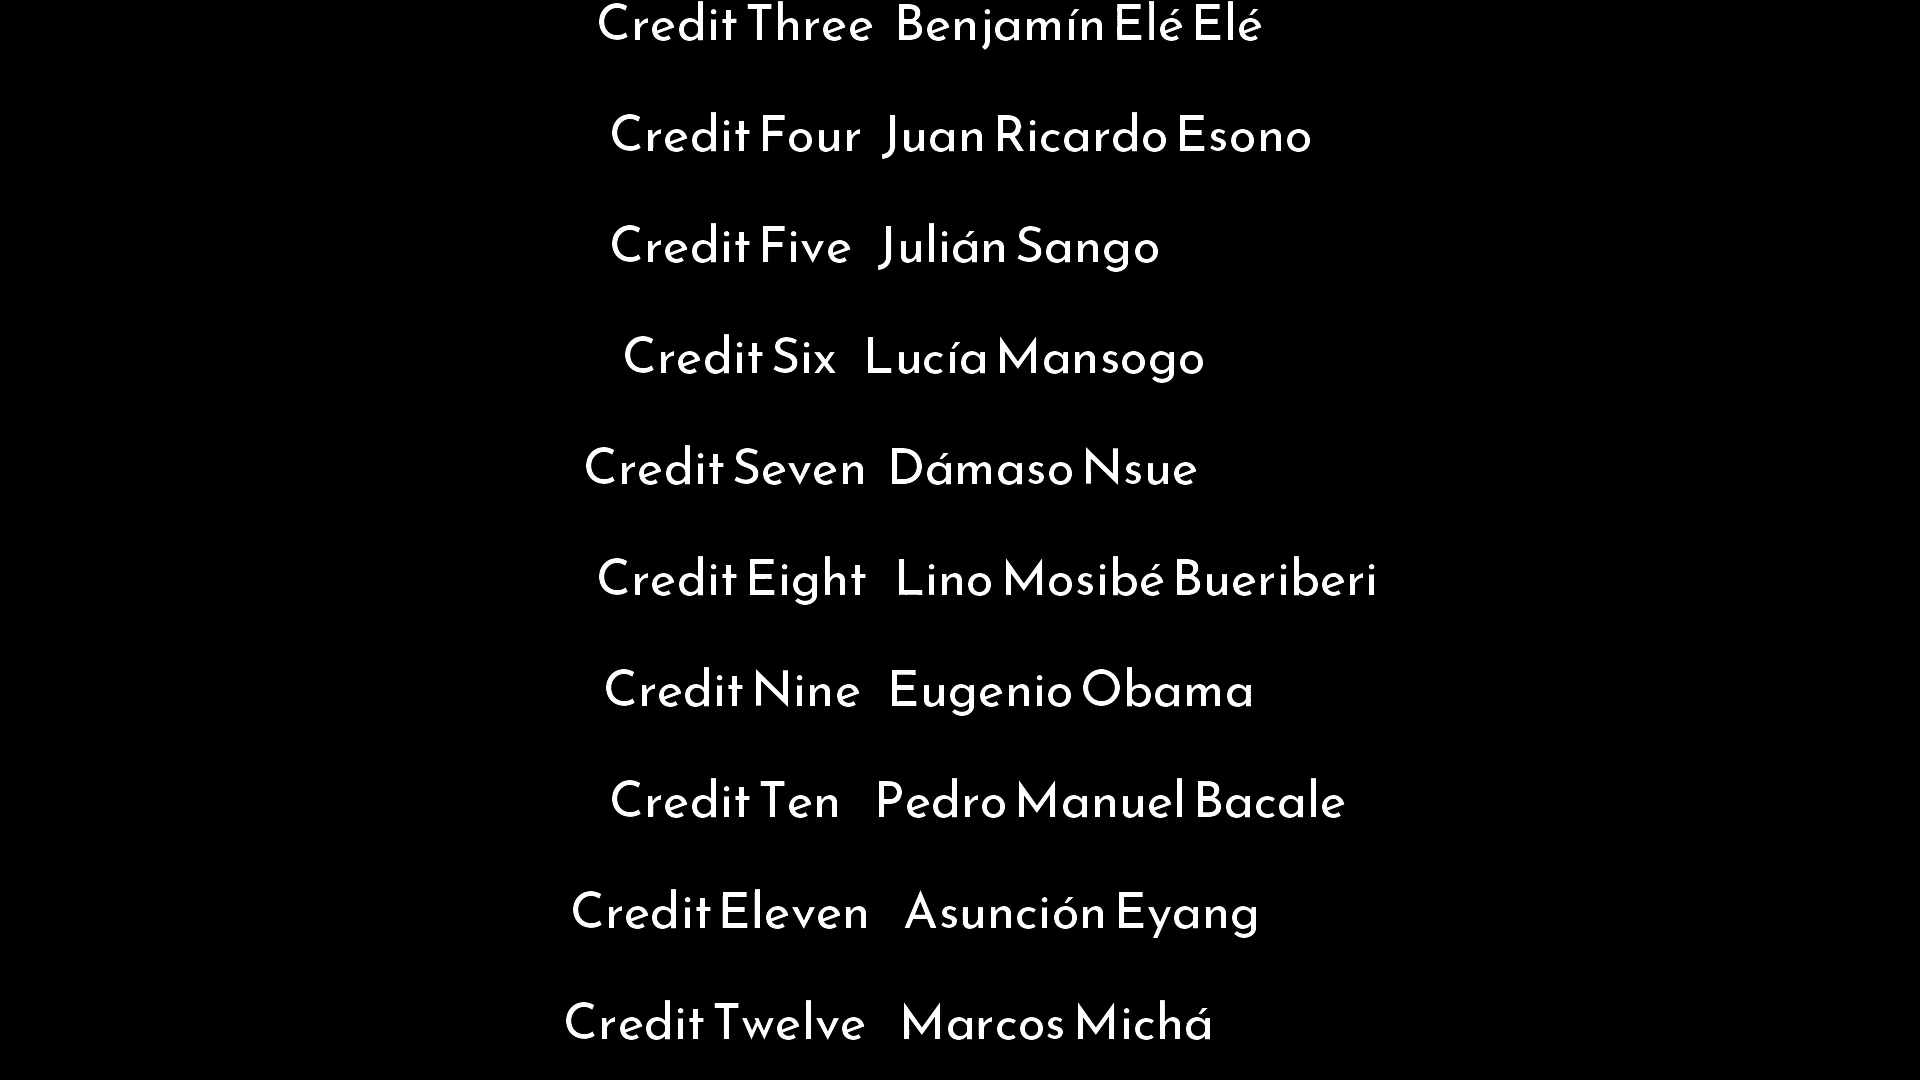 Credit Three Benjamín Elé Elé
Credit Four Juan Ricardo Esono
Credit Five Julián Sango
Credit Six Lucía Mansogo
Credit Seven Dámaso Nsue
Credit Eight Lino Mosibé Bueriberi
Credit Nine Eugenio Obama
Credit Ten Pedro Manuel Bacale
Credit Eleven Asunción Eyang
Credit Twelve Marcos Michá